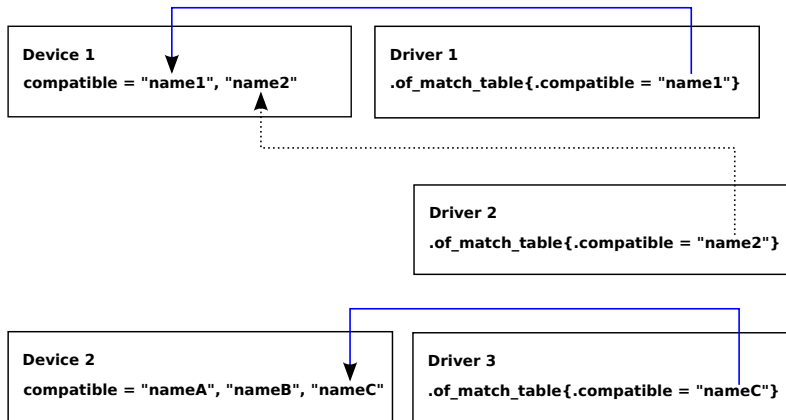 Device 1
compatible = "name1", "name2"
Driver 1
.of_match_table{.compatible = "name1"}
Driver 2
.of_match_table{.compatible = "name2"}
Device 2
compatible = "nameA", "nameB", "nameC"
Driver 3
.of_match_table{.compatible = "nameC"}